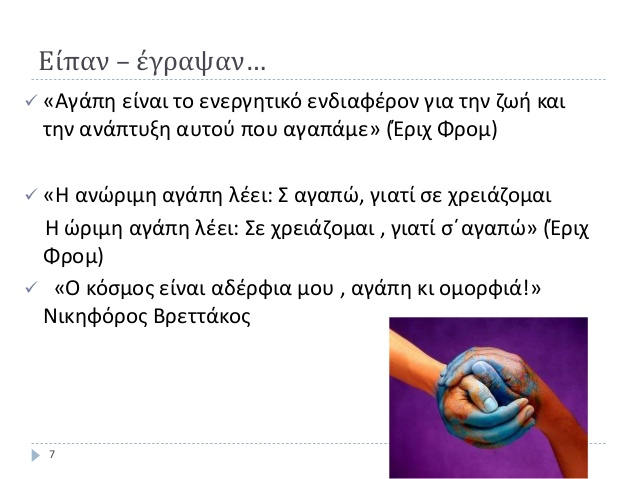 Είπαν – έγραψαν…
«Αγάπη είναι το ενεργητικό ενδιαφέρον για την ζωή και
την ανάπτυξη αυτού που αγαπάμε» (Έριχ Φρομ)
«Η ανώριμη αγάπη λέει: Σ αγαπώ, γιατί σε χρειάζομαι
Η ώριμη αγάπη λέει: Σε χρειάζομαι , γιατί σ΄αγαπώ» (Έριχ
Φρομ)
«Ο κόσμος είναι αδέρφια μου , αγάπη κι ομορφιά!»
Νικηφόρος Βρεττάκος
7